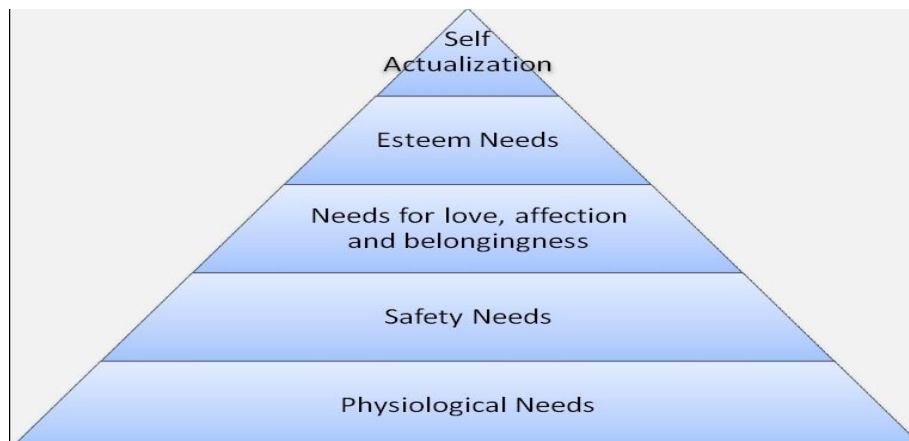 Self
Actualization
Esteem Needs
Needs for love, affection
and belongingness
Safety Needs
Physiological Needs